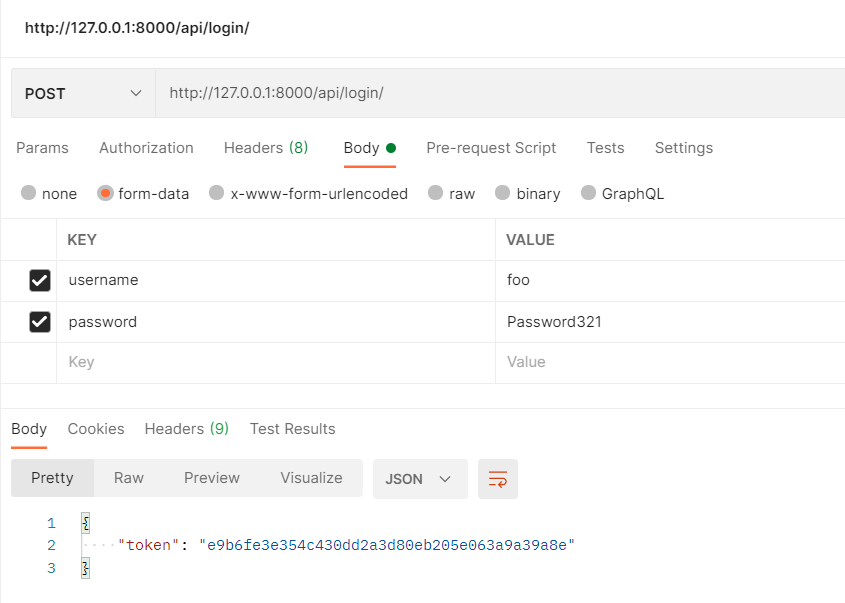 http://127.0.0.1:8000/api/login/
POST http://127.0.0.1:8000/api/login/
Params Authorization Headers (8) Body Pre-request Script Tests Settings
none form-data x-www-form-urlencoded raw binary GraphQL
KEY VALUE
username foo
password Password321
Key Value
Body Cookies Headers (9) Test Results
Pretty Raw Preview Visualize JSON
1 {
2 "token": "e9b6fe3e354c430dd2a3d80eb205e063a9a39a8e"
3 }